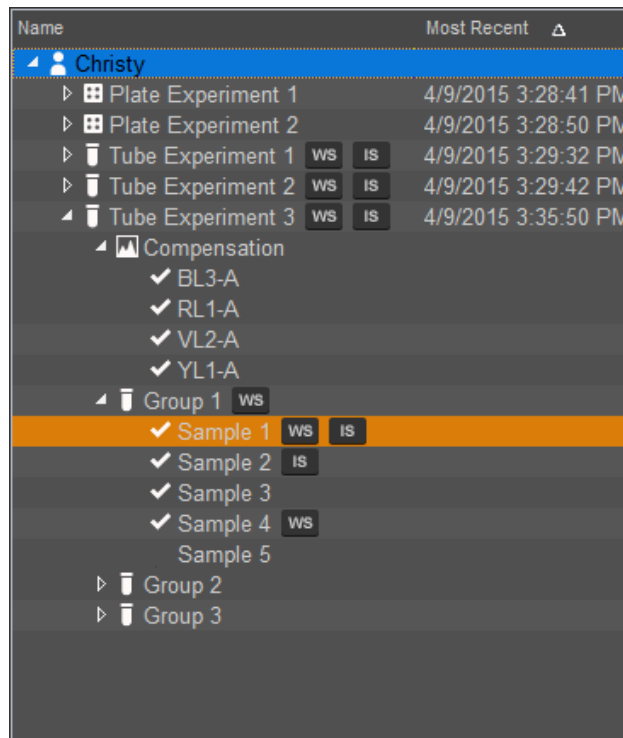 Name Most Recent
Christy
Plate Experiment 1 4/9/2015 3:28:41 PM
Plate Experiment 2 4/9/2015 3:28:50 PM
Tube Experiment 1 WS IS 4/9/2015 3:29:32 PM
Tube Experiment 2 WS IS 4/9/2015 3:29:42 PM
Tube Experiment 3 WS IS 4/9/2015 3:35:50 PM
Compensation
BL3-A
RL1-A
VL2-A
YL1-A
Group 1 WS
Sample 1 WS IS
Sample 2 IS
Sample 3
Sample 4 WS
Sample 5
Group 2
Group 3